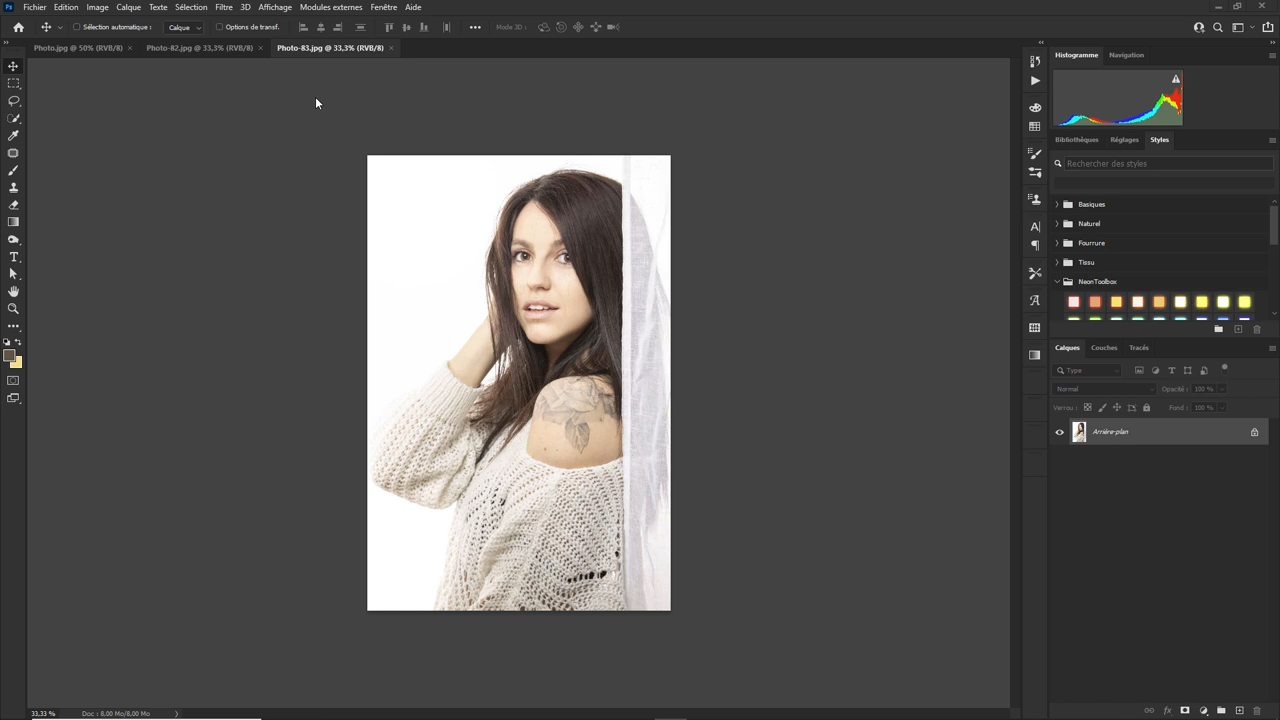 Ps Fichier Edition Image Calque Texte Sélection Filtre 3D Affichage Modules externes Fenêtre Aide
Sélection automatique : Calque Options de transf. Mode 3D :
Photo.jpg @ 50% (RVB/8) Photo-82.jpg @ 33,3% (RVB/8) Photo-83.jpg @ 33,3% (RVB/8)
Histogramme Navigation
Bibliothèques Réglages Styles
Rechercher des styles
Basiques
Naturel
Fourrure
Tissu
NeonToolbox
Calques Couches Tracés
Type
Normal Opacité : 100 %
Verrou : Fond : 100 %
Arrière-plan
33,33 % Doc : 8,00 Mo/8,00 Mo